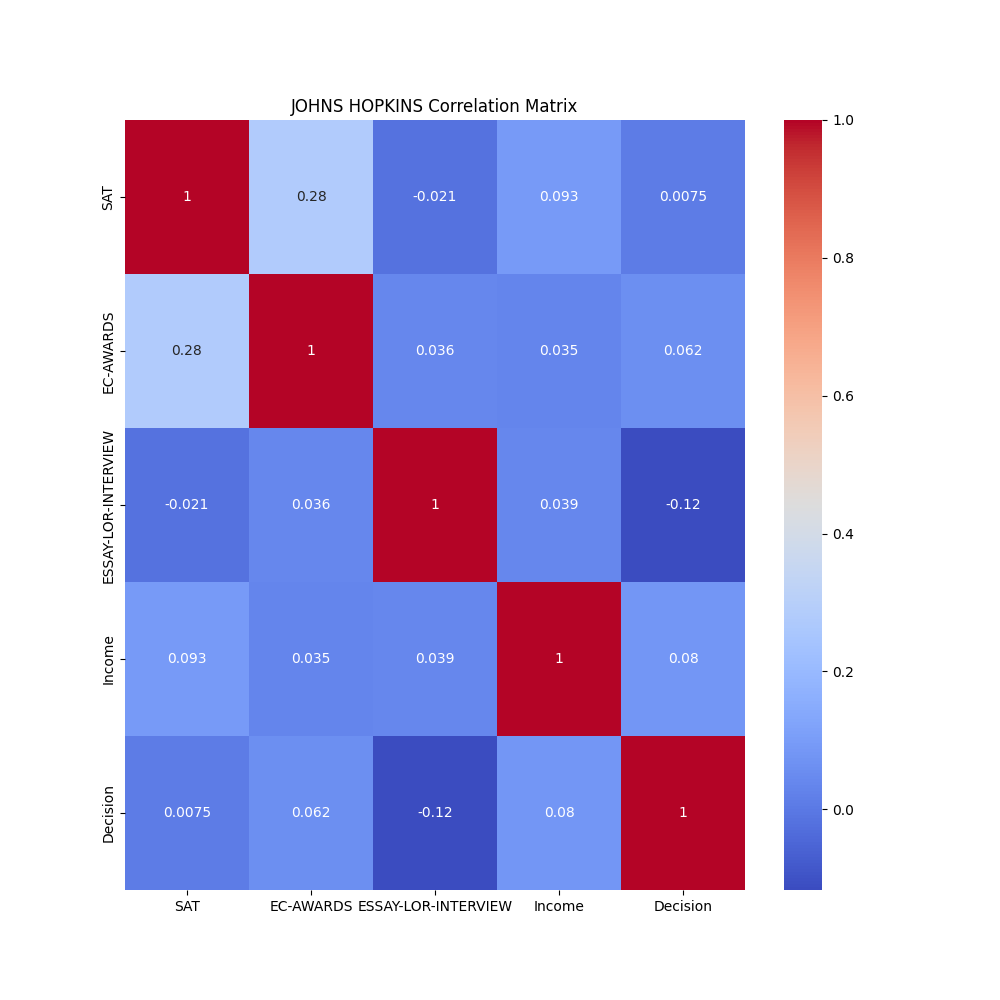 JOHNS HOPKINS Correlation Matrix
SAT
1
0.28
-0.021
0.093
0.0075
EC-AWARDS
0.28
1
0.036
0.035
0.062
ESSAY-LOR-INTERVIEW
-0.021
0.036
1
0.039
-0.12
Income
0.093
0.035
0.039
1
0.08
Decision
0.0075
0.062
-0.12
0.08
1
SAT
EC-AWARDS
ESSAY-LOR-INTERVIEW
Income
Decision
1.0
0.8
0.6
0.4
0.2
0.0